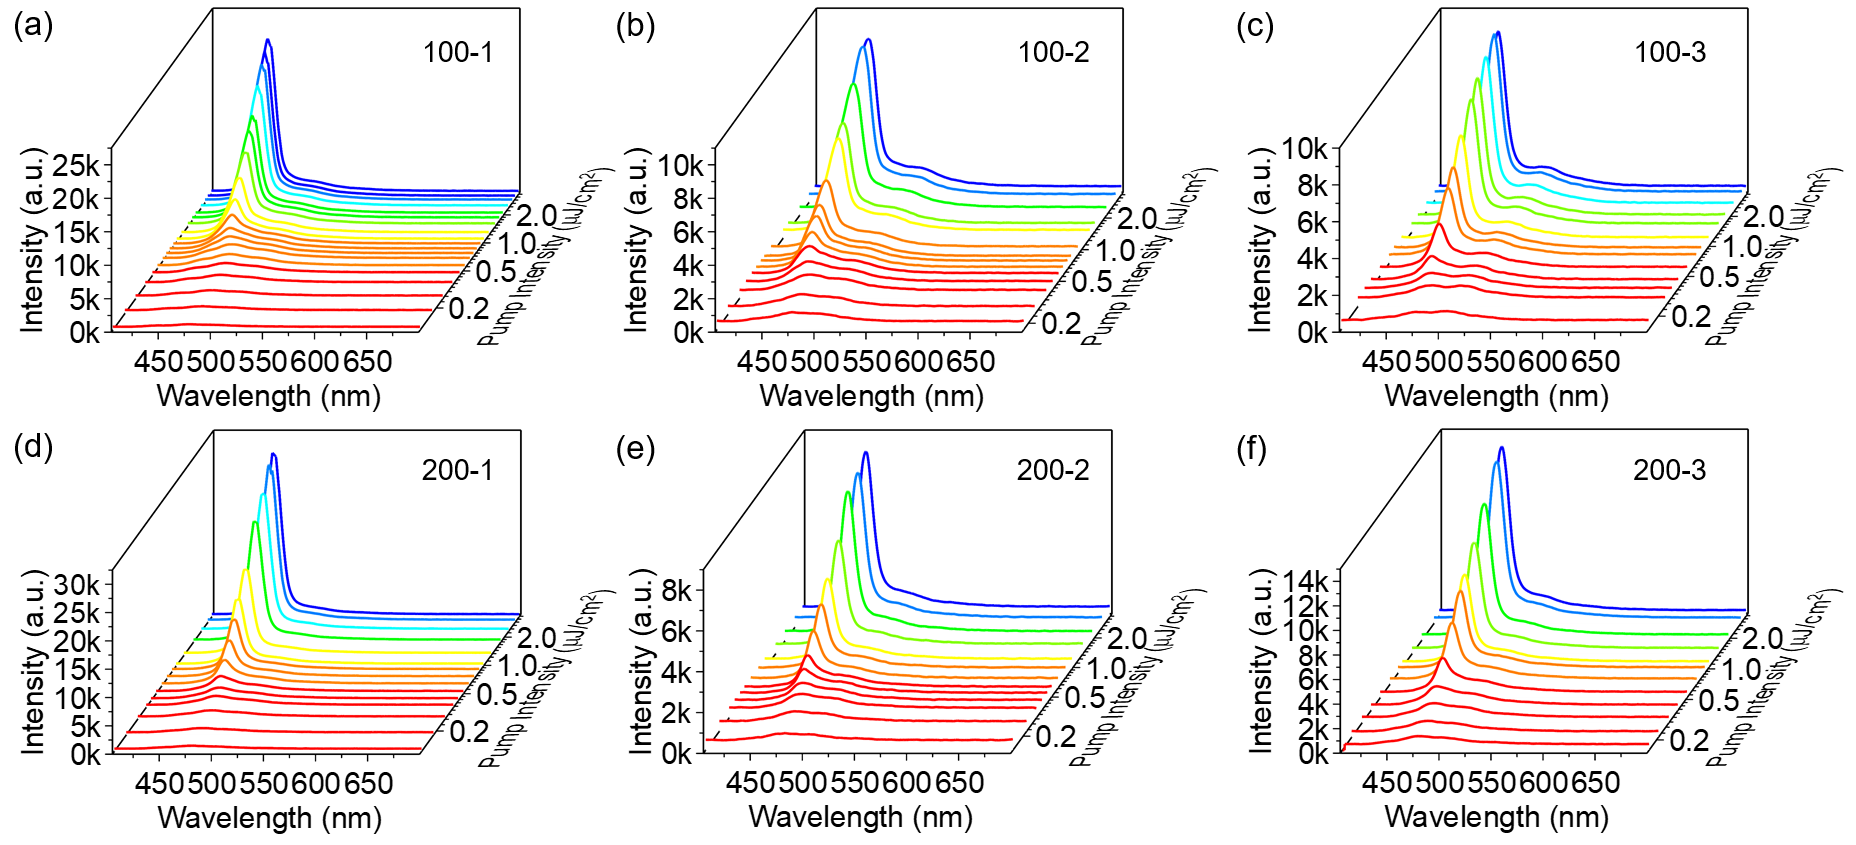 (a)
100-1
25k
20k
15k
10k
5k
0k
Intensity (a.u.)
450 500 550 600 650
Wavelength (nm)
0.2
0.5
1.0
2.0
Pump Intensity (μJ/cm²)
(b)
100-2
10k
8k
6k
4k
2k
0k
Intensity (a.u.)
450 500 550 600 650
Wavelength (nm)
0.2
0.5
1.0
2.0
Pump Intensity (μJ/cm²)
(c)
100-3
10k
8k
6k
4k
2k
0k
Intensity (a.u.)
450 500 550 600 650
Wavelength (nm)
0.2
0.5
1.0
2.0
Pump Intensity (μJ/cm²)
(d)
200-1
30k
25k
20k
15k
10k
5k
0k
Intensity (a.u.)
450 500 550 600 650
Wavelength (nm)
0.2
0.5
1.0
2.0
Pump Intensity (μJ/cm²)
(e)
200-2
8k
6k
4k
2k
0k
Intensity (a.u.)
450 500 550 600 650
Wavelength (nm)
0.2
0.5
1.0
2.0
Pump Intensity (μJ/cm²)
(f)
200-3
14k
12k
10k
8k
6k
4k
2k
0k
Intensity (a.u.)
450 500 550 600 650
Wavelength (nm)
0.2
0.5
1.0
2.0
Pump Intensity (μJ/cm²)